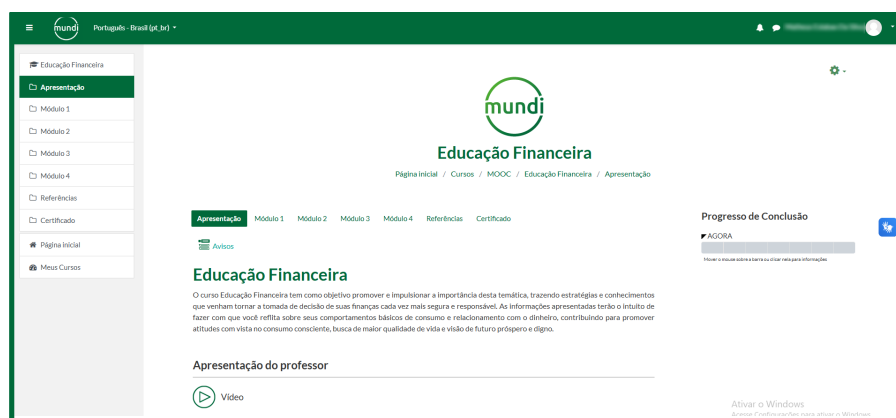 mundi
Português - Brasil (pt_br)
Educação Financeira
Apresentação
Módulo 1
Módulo 2
Módulo 3
Módulo 4
Referências
Certificado
Página inicial
Meus Cursos
mundi
Educação Financeira
Página inicial / Cursos / MOOC / Educação Financeira / Apresentação
Apresentação Módulo 1 Módulo 2 Módulo 3 Módulo 4 Referências Certificado
Avisos
Educação Financeira
O curso Educação Financeira tem como objetivo promover e impulsionar a importância desta temática, trazendo estratégias e conhecimentos
que venham tornar a tomada de decisão de suas finanças cada vez mais segura e responsável. As informações apresentadas terão o intuito de
fazer com que você reflita sobre seus comportamentos básicos de consumo e relacionamento com o dinheiro, contribuindo para promover
atitudes com vista no consumo consciente, busca de maior qualidade de vida e visão de futuro próspero e digno.
Apresentação do professor
Vídeo
Progresso de Conclusão
AGORA
Mover o mouse sobre a barra ou clicar nela para informações.
Ativar o Windows
Acesse Configurações para ativar o Windows.